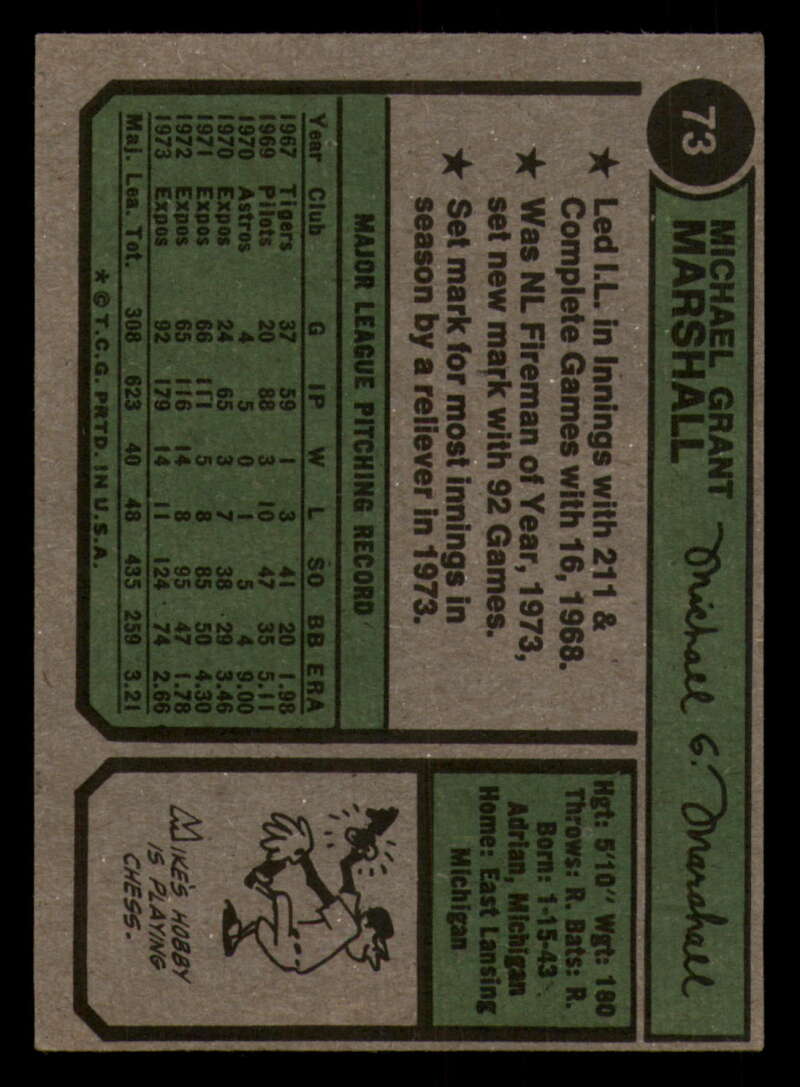 73
MICHAEL GRANT
MARSHALL
Michael G. Marshall
★ Led I.L. in Innings with 211 &
Complete Games with 16, 1968.
★ Was NL Fireman of Year, 1973,
set new mark with 92 Games.
★ Set mark for most innings in
season by a reliever in 1973.
MAJOR LEAGUE PITCHING RECORD
Year Club G IP W L SO BB ERA
1967 Tigers 37 59 1 3 41 20 1.98
1969 Pilots 20 88 3 10 47 35 5.11
1970 Astros 4 5 0 1 5 4 9.00
1970 Expos 24 65 3 7 38 29 3.46
1971 Expos 66 111 5 8 85 50 4.30
1972 Expos 65 116 14 8 95 47 1.78
1973 Expos 92 179 14 11 124 74 2.66
Maj. Lea. Tot. 308 623 40 48 435 259 3.21
* © T.C.G. PRTD. IN U.S.A.
Hgt: 5'10" Wgt: 180
Throws: R. Bats: R.
Born: 1-15-43
Adrian, Michigan
Home: East Lansing
Michigan
MIKE'S HOBBY
IS PLAYING
CHESS.